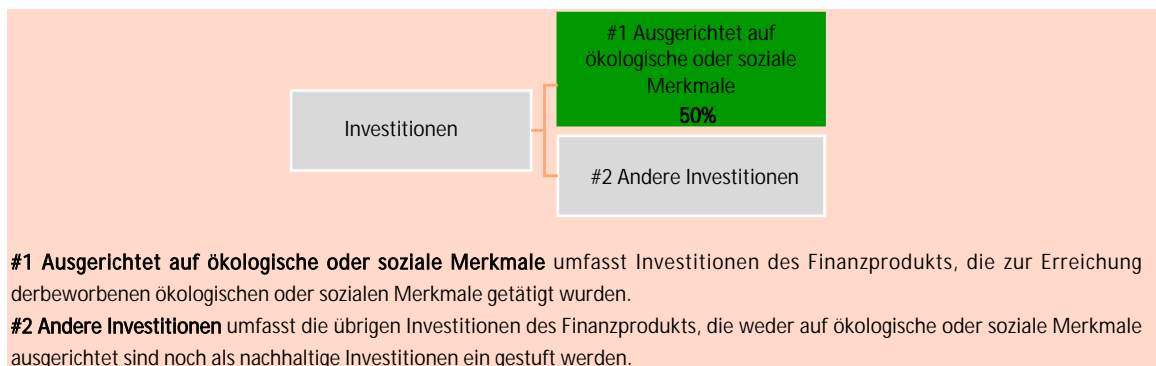 #1 Ausgerichtet auf
ökologische oder soziale
Merkmale
50%
Investitionen
#2 Andere Investitionen
#1 Ausgerichtet auf ökologische oder soziale Merkmale umfasst Investitionen des Finanzprodukts, die zur Erreichung
derbeworbenen ökologischen oder sozialen Merkmale getätigt wurden.
#2 Andere Investitionen umfasst die übrigen Investitionen des Finanzprodukts, die weder auf ökologische oder soziale Merkmale
ausgerichtet sind noch als nachhaltige Investitionen ein gestuft werden.